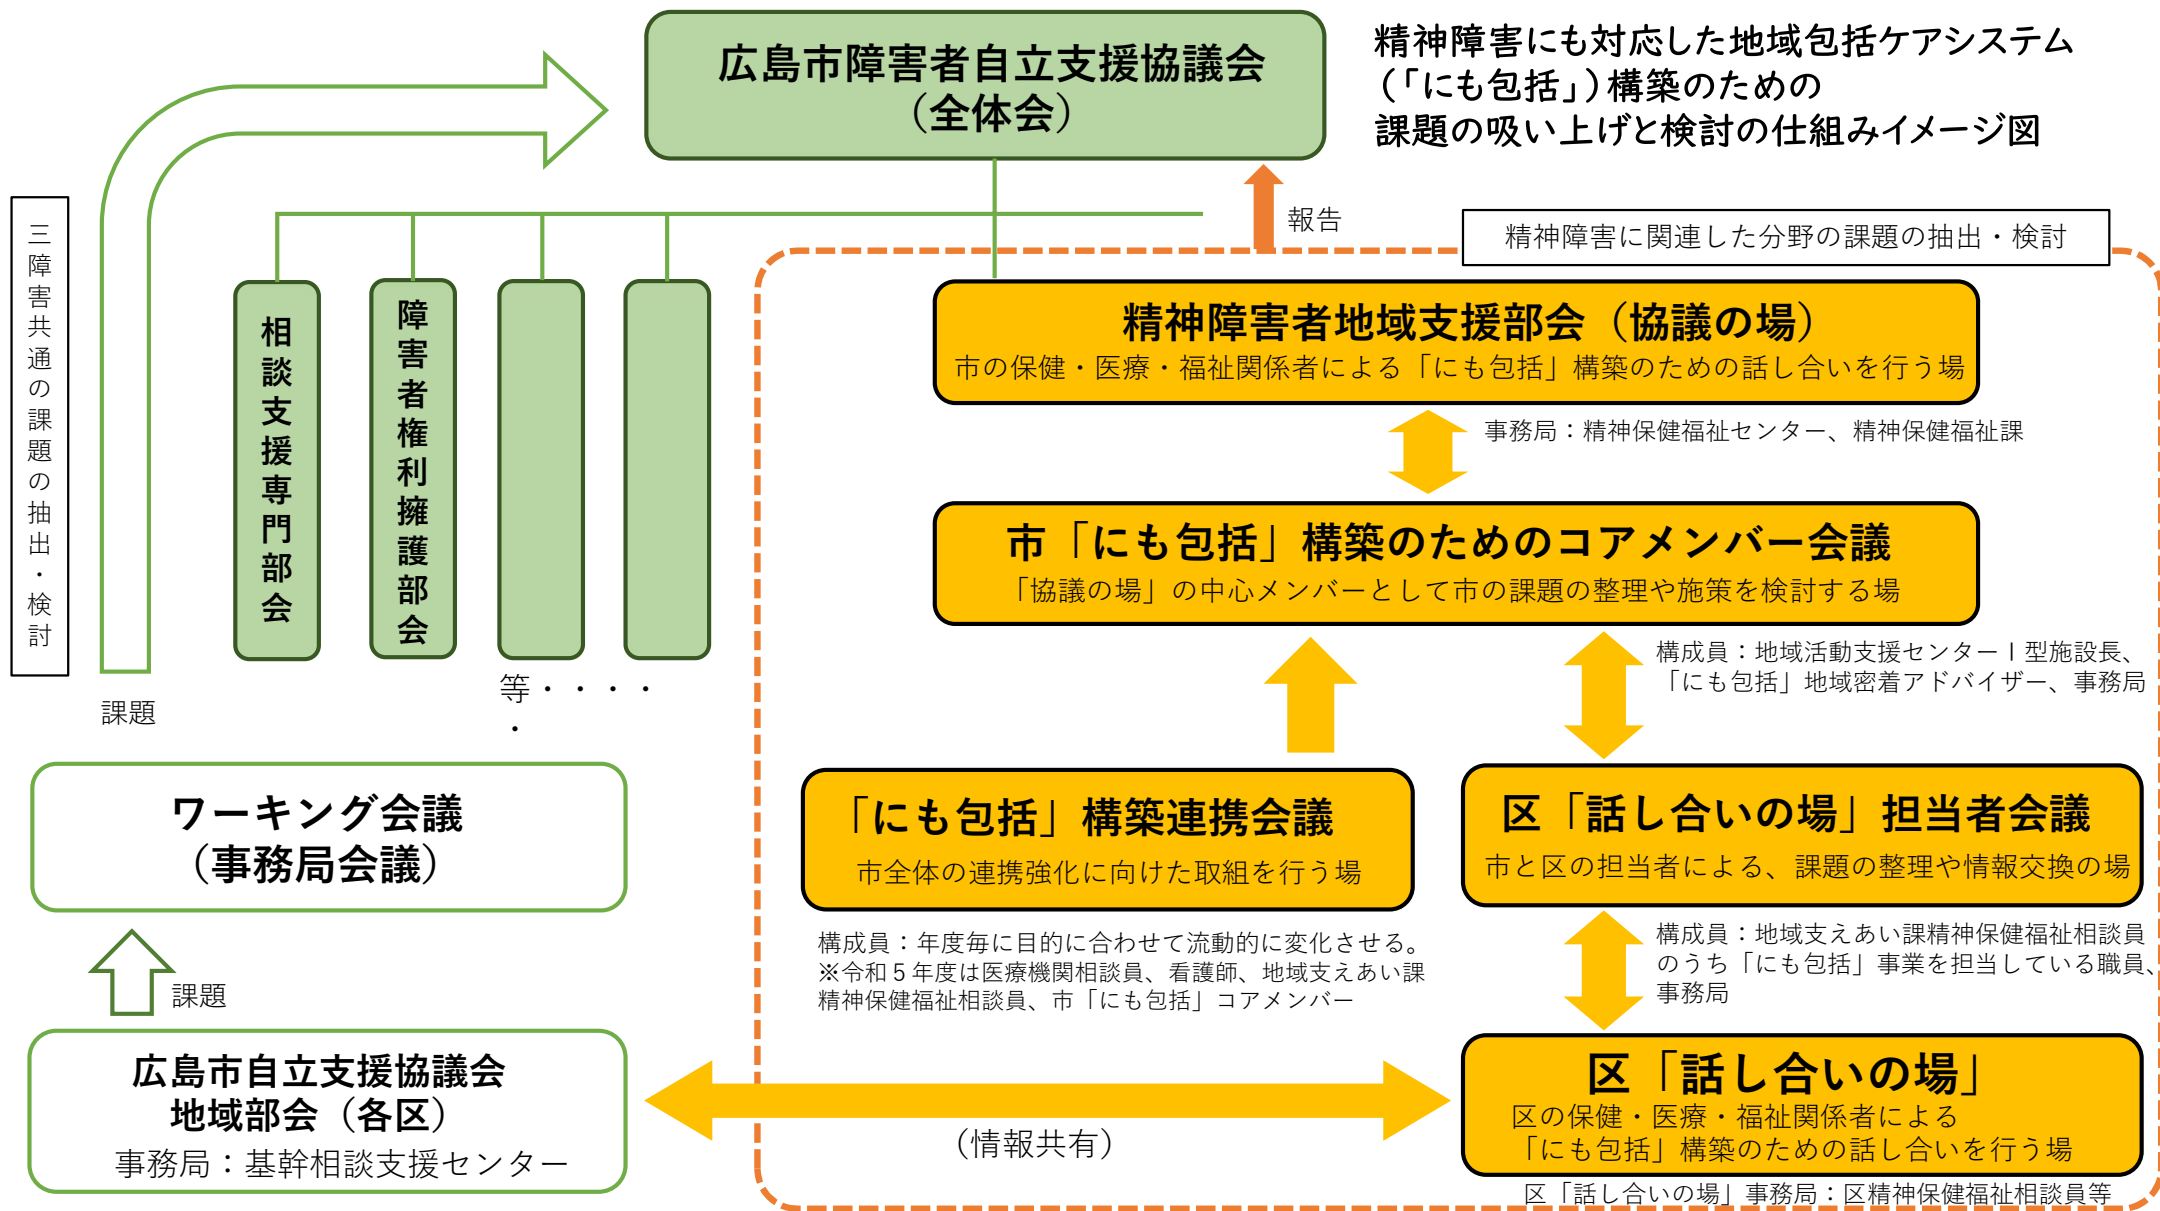 広島市障害者自立支援協議会
（全体会）
精神障害にも対応した地域包括ケアシステム
（「にも包括」）構築のための
課題の吸い上げと検討の仕組みイメージ図
三障害共通の課題の抽出・検討
報告
精神障害に関連した分野の課題の抽出・検討
相談支援専門部会
障害者権利擁護部会
等・・・・
・
課題
精神障害者地域支援部会（協議の場）
市の保健・医療・福祉関係者による「にも包括」構築のための話し合いを行う場
事務局：精神保健福祉センター、精神保健福祉課
市「にも包括」構築のためのコアメンバー会議
「協議の場」の中心メンバーとして市の課題の整理や施策を検討する場
構成員：地域活動支援センターⅠ型施設長、
「にも包括」地域密着アドバイザー、事務局
ワーキング会議
（事務局会議）
「にも包括」構築連携会議
市全体の連携強化に向けた取組を行う場
構成員：年度毎に目的に合わせて流動的に変化させる。
※令和５年度は医療機関相談員、看護師、地域支えあい課
精神保健福祉相談員、市「にも包括」コアメンバー
区「話し合いの場」担当者会議
市と区の担当者による、課題の整理や情報交換の場
構成員：地域支えあい課精神保健福祉相談員
のうち「にも包括」事業を担当している職員、
事務局
課題
広島市自立支援協議会
地域部会（各区）
事務局：基幹相談支援センター
（情報共有）
区「話し合いの場」
区の保健・医療・福祉関係者による
「にも包括」構築のための話し合いを行う場
区「話し合いの場」事務局：区精神保健福祉相談員等